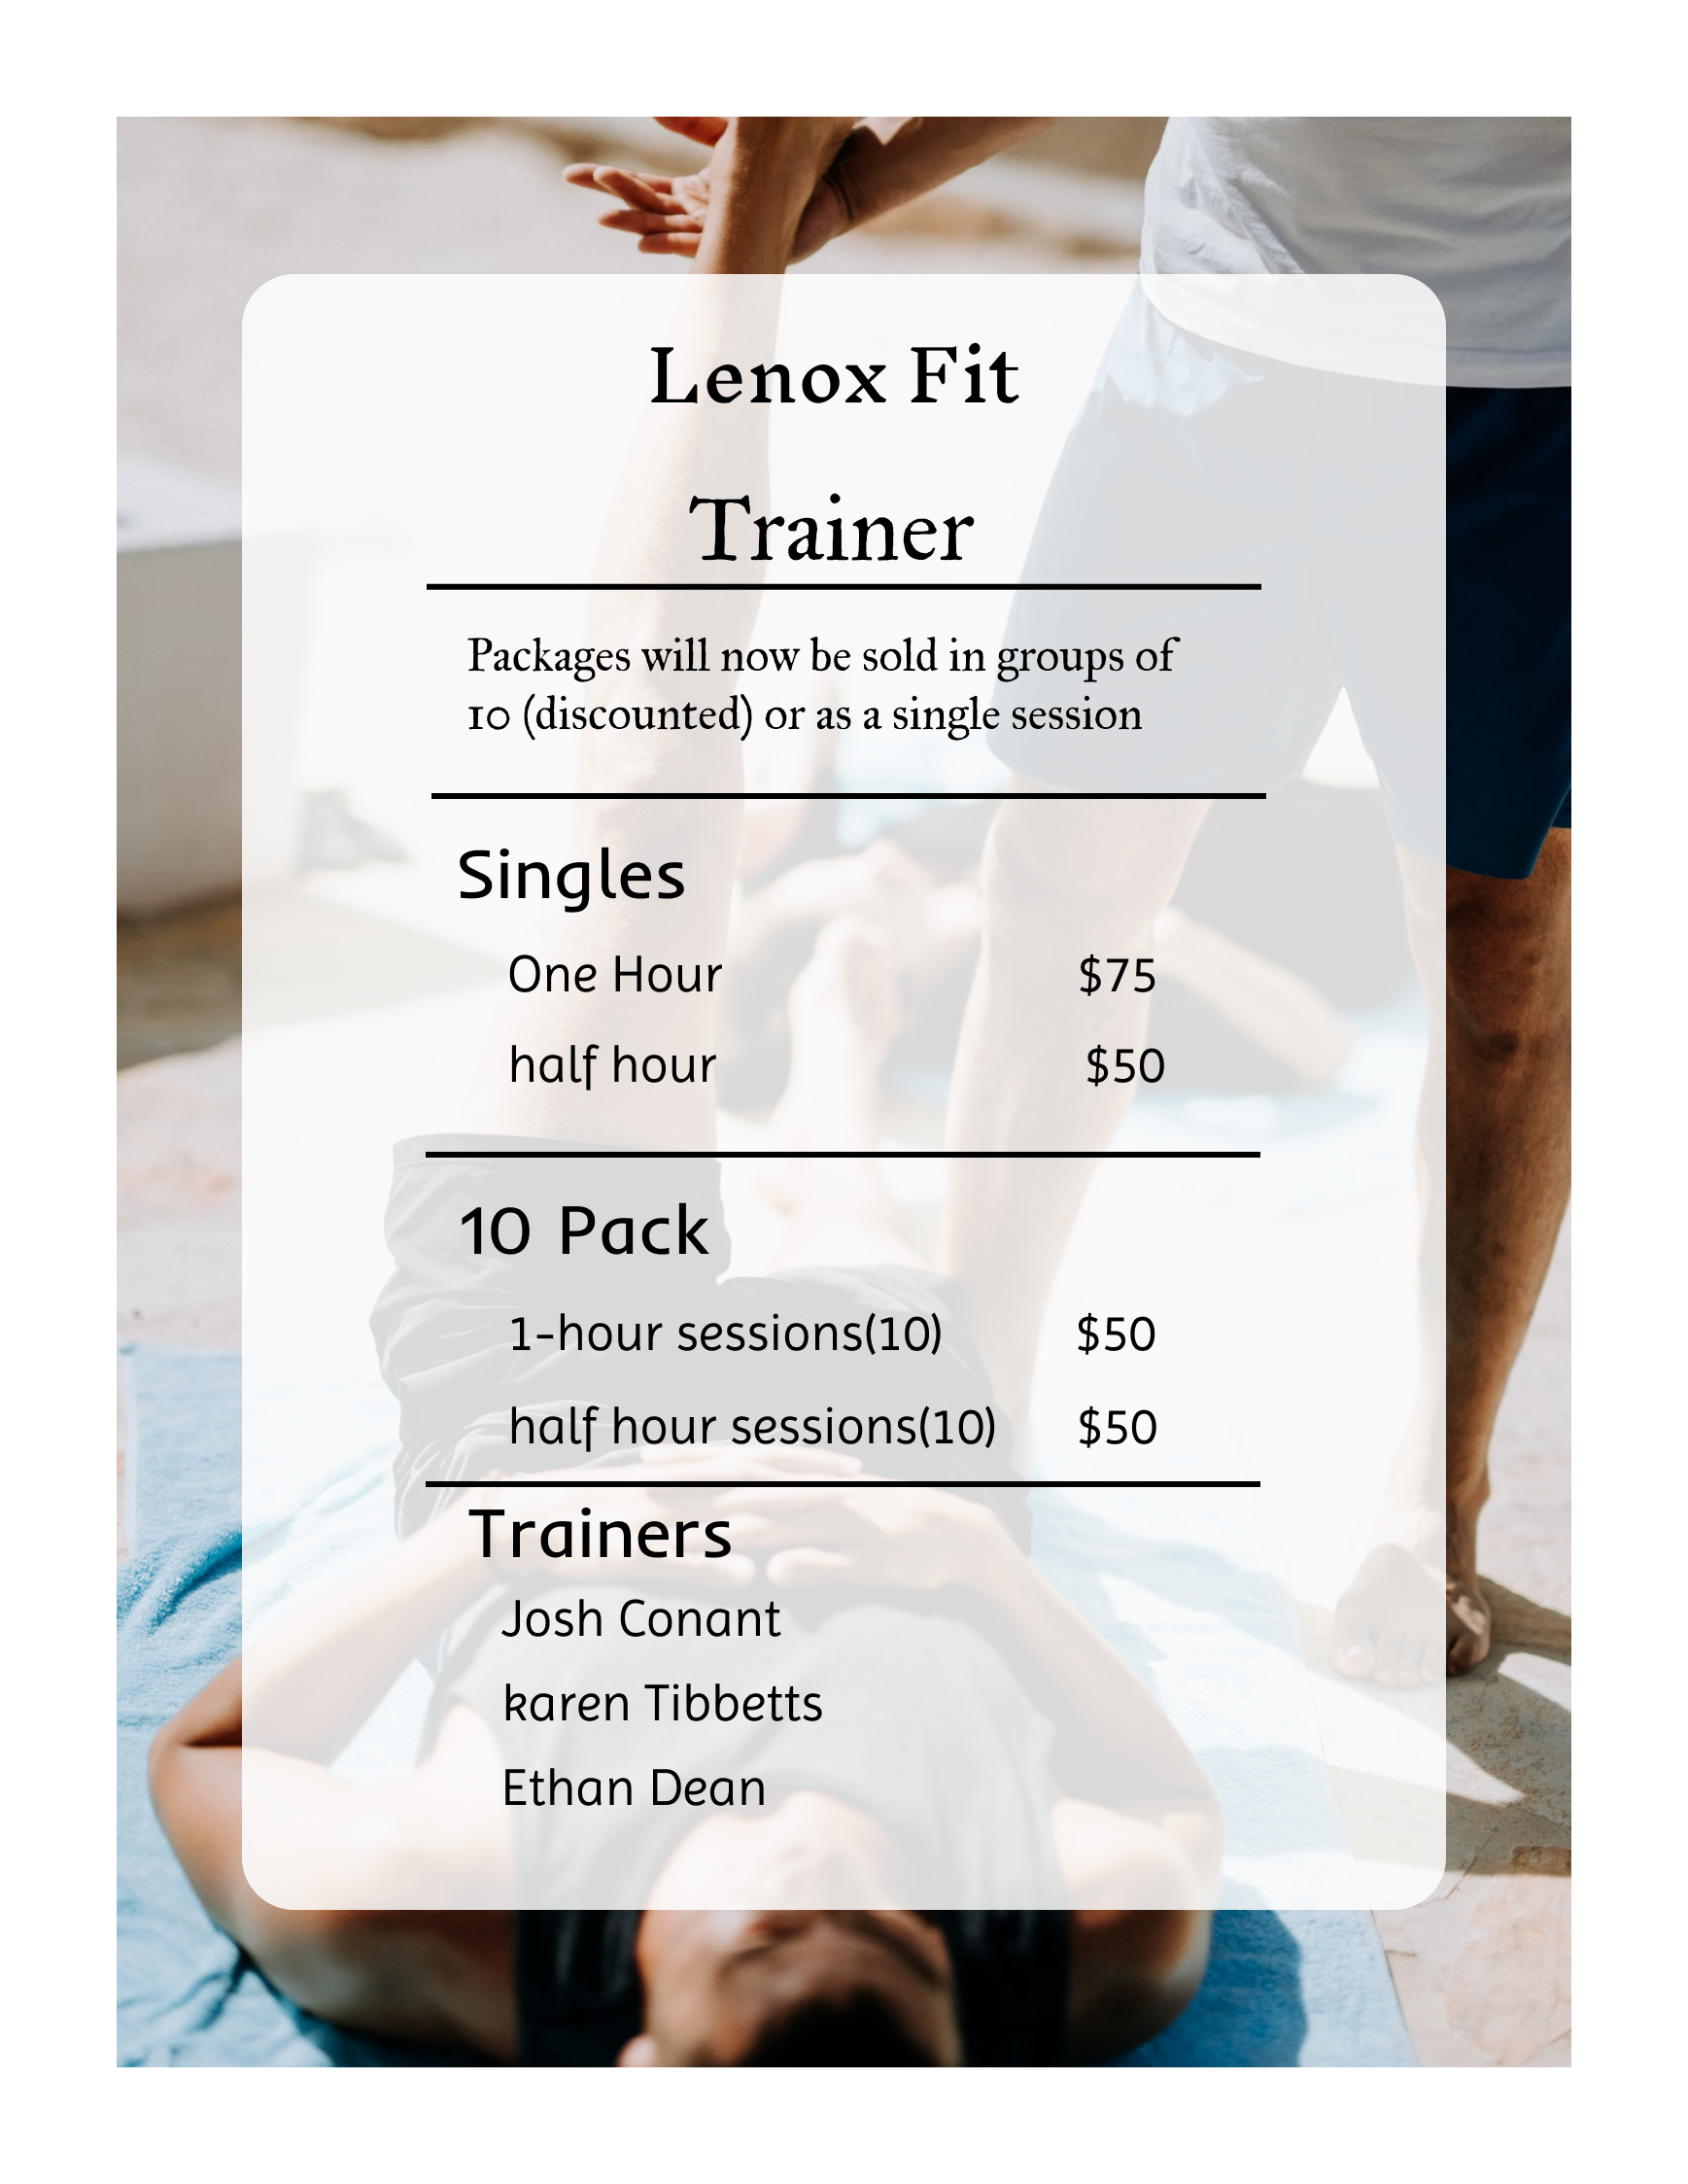 Lenox Fit
Trainer
Packages will now be sold in groups of
10 (discounted) or as a single session
Singles
One Hour $75
half hour $50
10 Pack
1-hour sessions(10) $50
half hour sessions(10) $50
Trainers
Josh Conant
karen Tibbetts
Ethan Dean